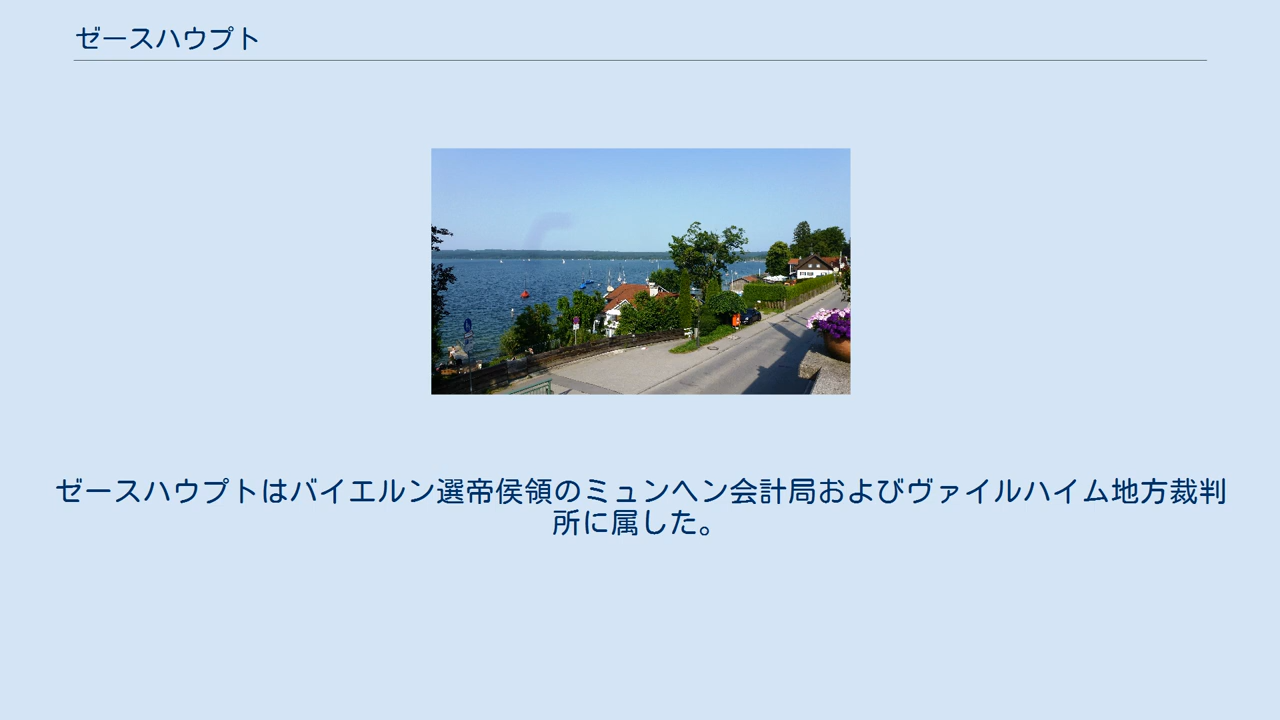 ゼースハウプト
ゼースハウプトはバイエルン選帝侯領のミュンヘン会計局およびヴァイルハイム地方裁判
所に属した。